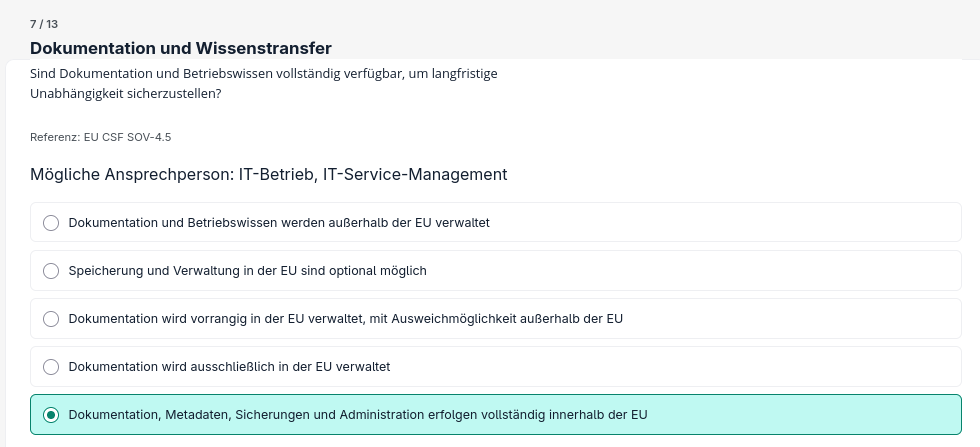 7 / 13
Dokumentation und Wissenstransfer
Sind Dokumentation und Betriebswissen vollständig verfügbar, um langfristige
Unabhängigkeit sicherzustellen?
Referenz: EU CSF SOV-4.5
Mögliche Ansprechperson: IT-Betrieb, IT-Service-Management
Dokumentation und Betriebswissen werden außerhalb der EU verwaltet
Speicherung und Verwaltung in der EU sind optional möglich
Dokumentation wird vorrangig in der EU verwaltet, mit Ausweichmöglichkeit außerhalb der EU
Dokumentation wird ausschließlich in der EU verwaltet
Dokumentation, Metadaten, Sicherungen und Administration erfolgen vollständig innerhalb der EU